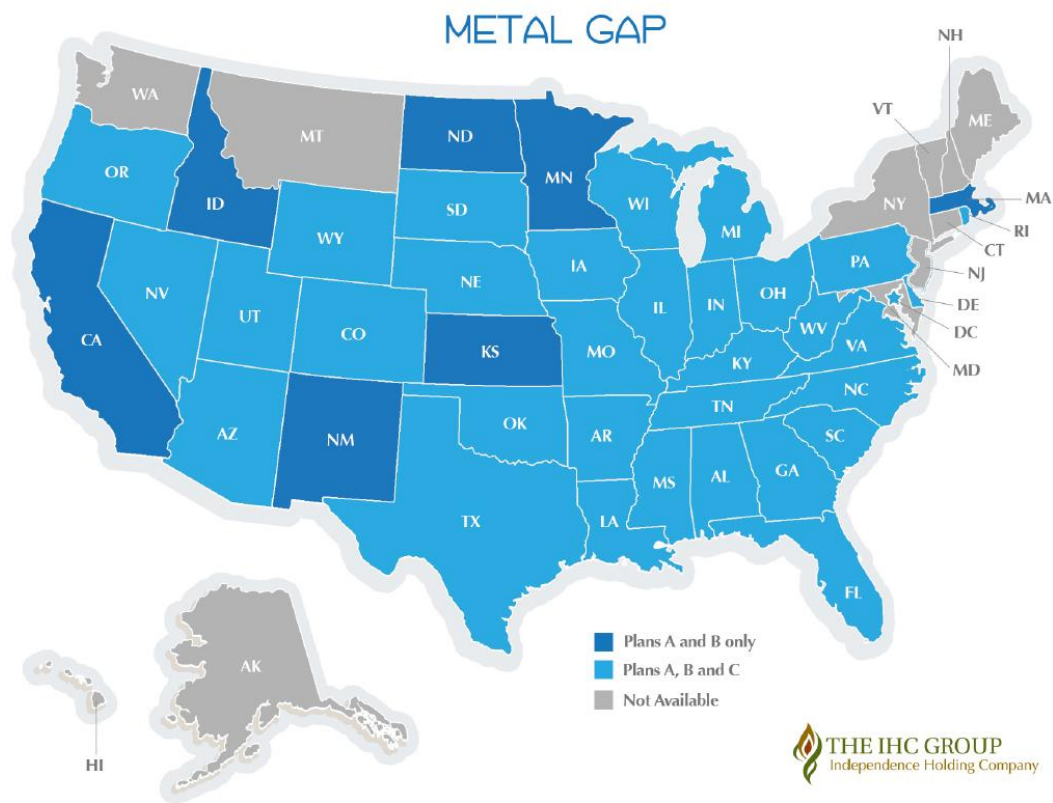 METAL GAP
NH
WA
VT
ME
MT
ND
OR
MN
ID
WI
MA
NY
SD
MI
RI
WY
CT
PA
IA
NJ
NE
OH
NV
IL
IN
DE
UT
WV
DC
CO
VA
CA
KS
MO
KY
MD
NC
TN
OK
AZ
NM
AR
SC
GA
MS
AL
TX
LA
FL
Plans A and B only
AK
Plans A, B and C
Not Available
HI
THE IHC GROUP
Independence Holding Company